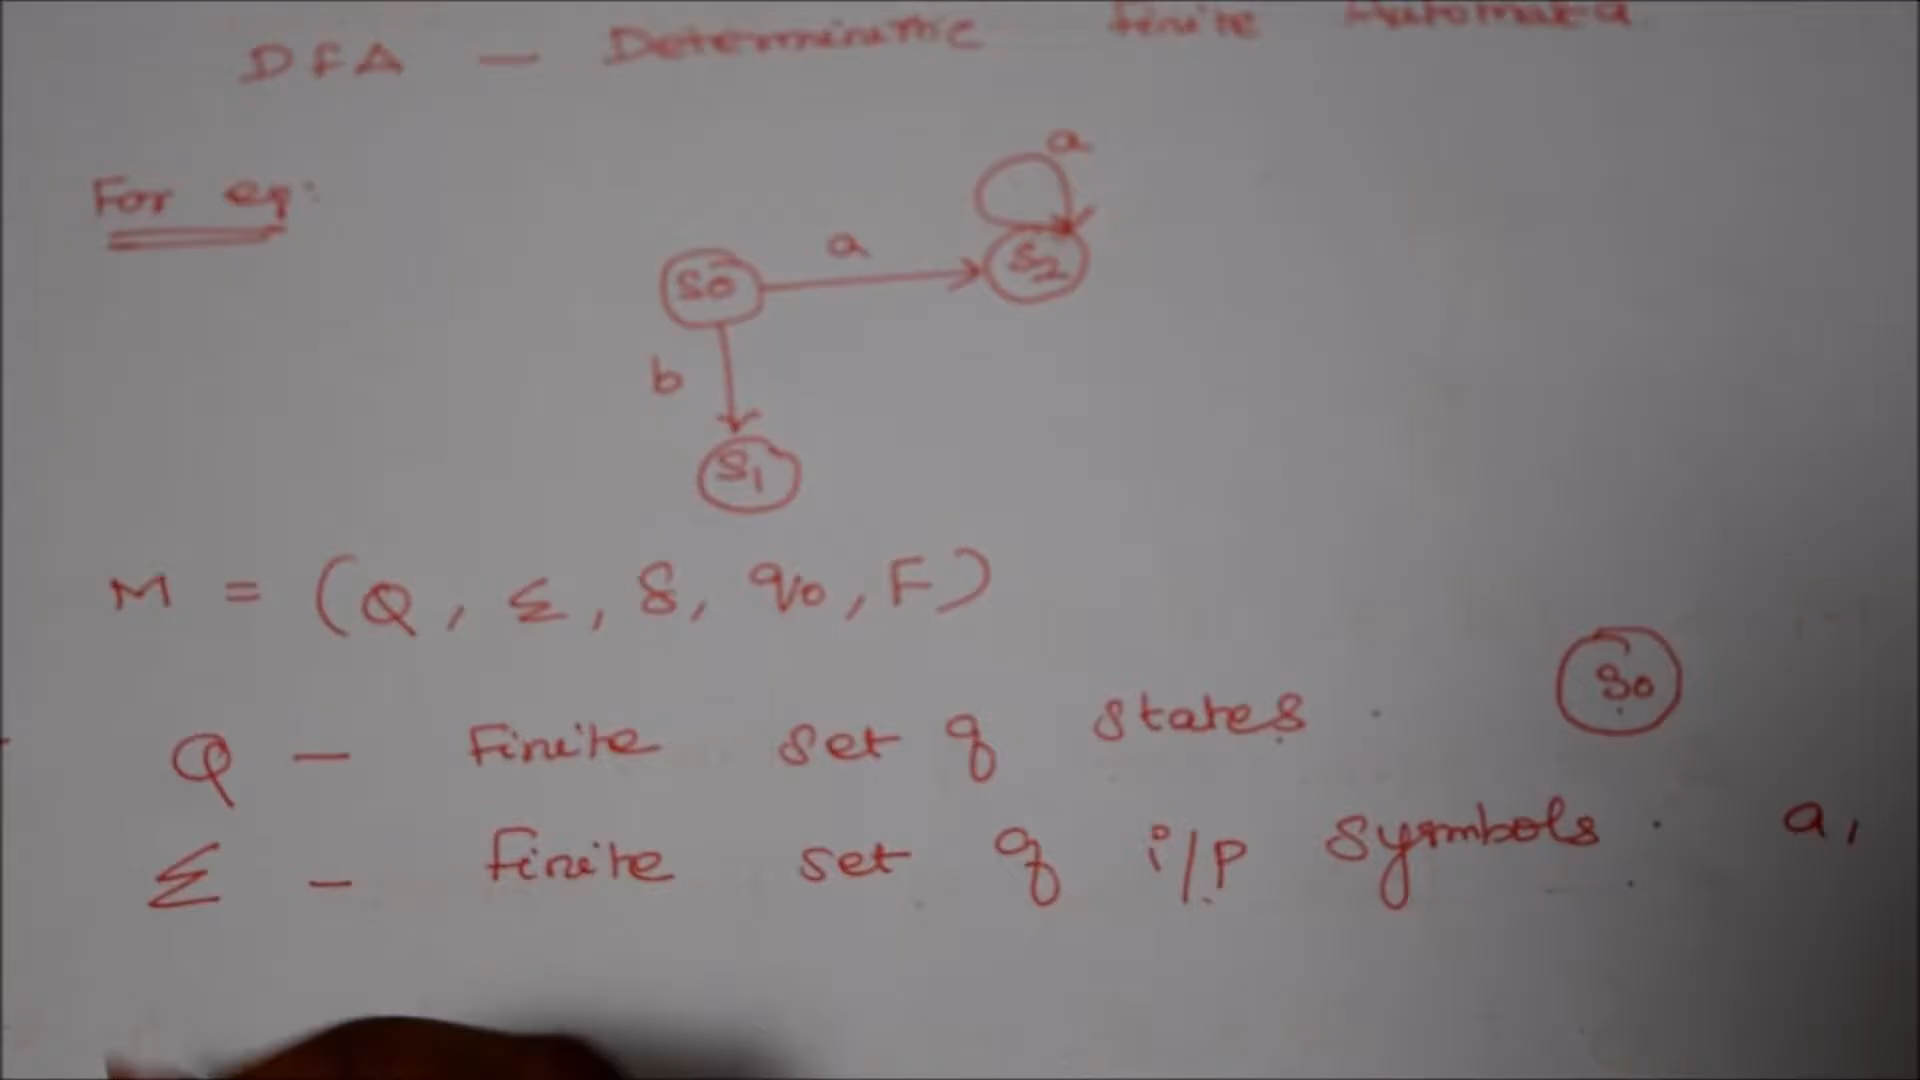 DFA — Deterministic Finite Automata
For eg:
a
a
S0
S2
b
S1
M = (Q, Σ, δ, q0, F)
S0
Q — Finite set of states.
Σ — finite set of i/p symbols. a,